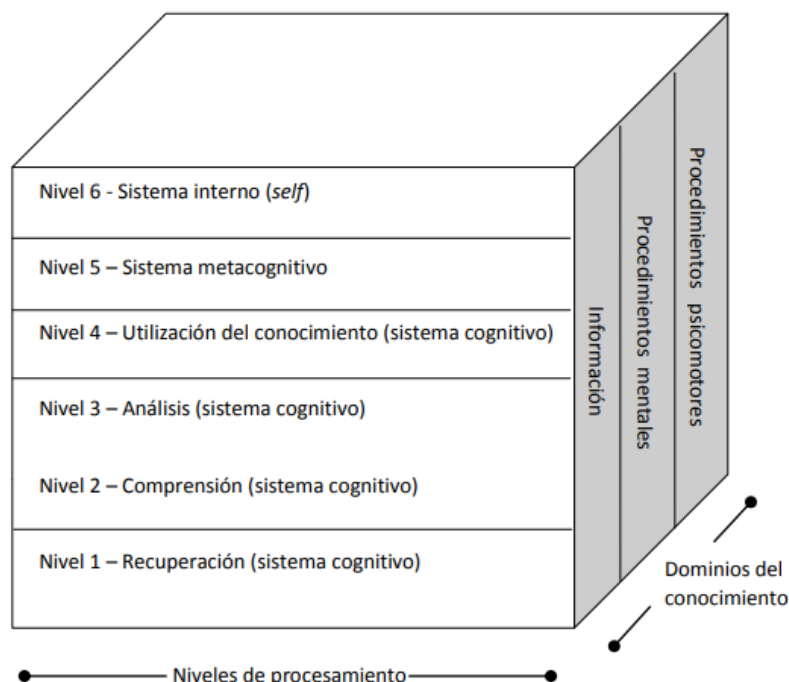 Nivel 6 - Sistema interno (self)
Nivel 5 – Sistema metacognitivo
Nivel 4 – Utilización del conocimiento (sistema cognitivo)
Nivel 3 – Análisis (sistema cognitivo)
Nivel 2 – Comprensión (sistema cognitivo)
Nivel 1 – Recuperación (sistema cognitivo)
Información
Procedimientos mentales
Procedimientos psicomotores
Dominios del
conocimiento
Niveles de procesamiento